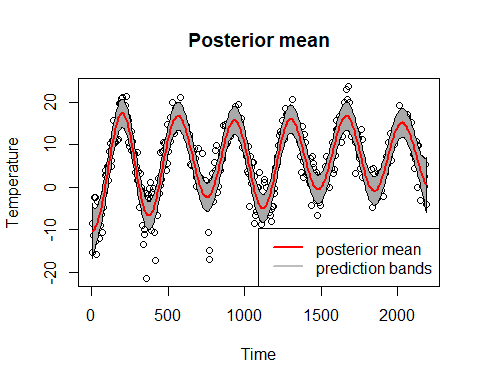 Posterior mean
Temperature
20
10
0
-10
-20
posterior mean
prediction bands
0 500 1000 1500 2000
Time